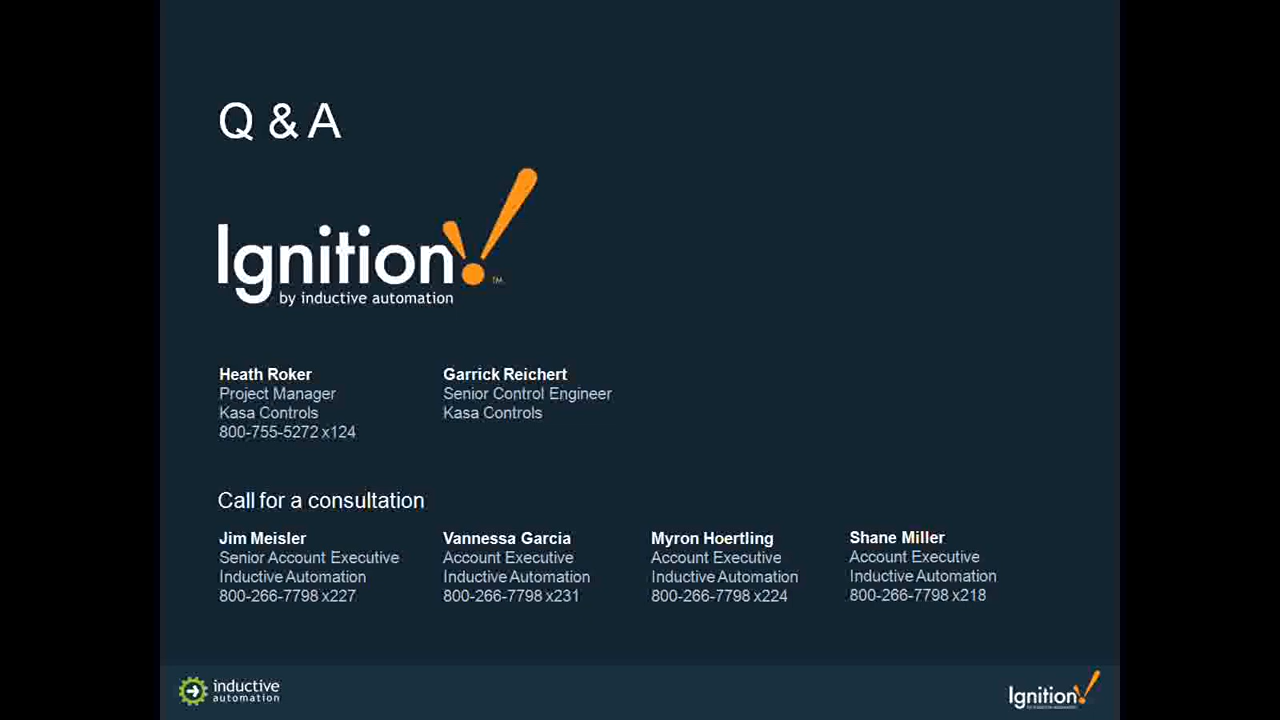 Q & A
Ignition!
TM
by inductive automation
Heath Roker
Project Manager
Kasa Controls
800-755-5272 x124
Garrick Reichert
Senior Control Engineer
Kasa Controls
Call for a consultation
Jim Meisler
Senior Account Executive
Inductive Automation
800-266-7798 x227
Vannessa Garcia
Account Executive
Inductive Automation
800-266-7798 x231
Myron Hoertling
Account Executive
Inductive Automation
800-266-7798 x224
Shane Miller
Account Executive
Inductive Automation
800-266-7798 x218
inductive
automation
Ignition!